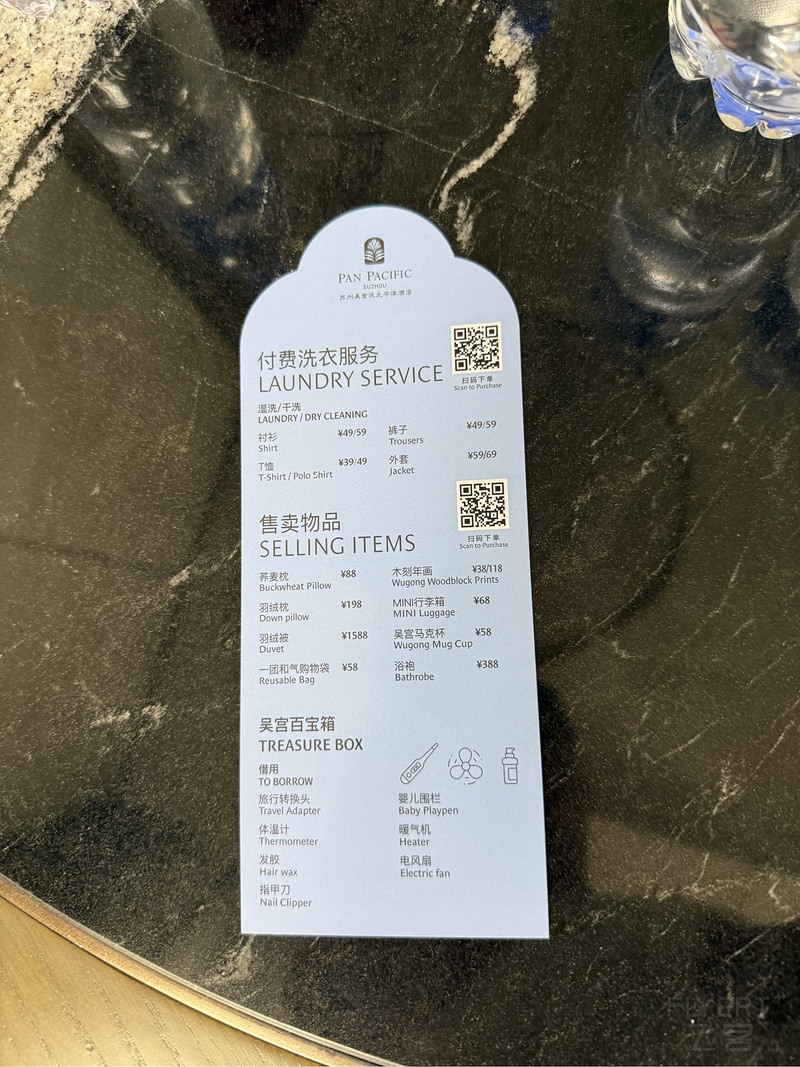 PAN PACIFIC
SUZHOU
苏州吴宫泛太平洋酒店
付费洗衣服务
LAUNDRY SERVICE
扫码下单
Scan to Purchase
湿洗/干洗
LAUNDRY / DRY CLEANING
衬衫 ¥49/59
Shirt
裤子 ¥49/59
Trousers
T恤 ¥39/49
T-Shirt / Polo Shirt
外套 ¥59/69
Jacket
售卖物品
SELLING ITEMS
扫码下单
Scan to Purchase
荞麦枕 ¥88
Buckwheat Pillow
木刻年画 ¥38/118
Wugong Woodblock Prints
羽绒枕 ¥198
Down pillow
MINI行李箱 ¥68
MINI Luggage
羽绒被 ¥1588
Duvet
吴宫马克杯 ¥58
Wugong Mug Cup
一团和气购物袋 ¥58
Reusable Bag
浴袍 ¥388
Bathrobe
吴宫百宝箱
TREASURE BOX
借用
TO BORROW
旅行转换头
Travel Adapter
婴儿围栏
Baby Playpen
体温计
Thermometer
暖气机
Heater
发胶
Hair wax
电风扇
Electric fan
指甲刀
Nail Clipper
FLYERT